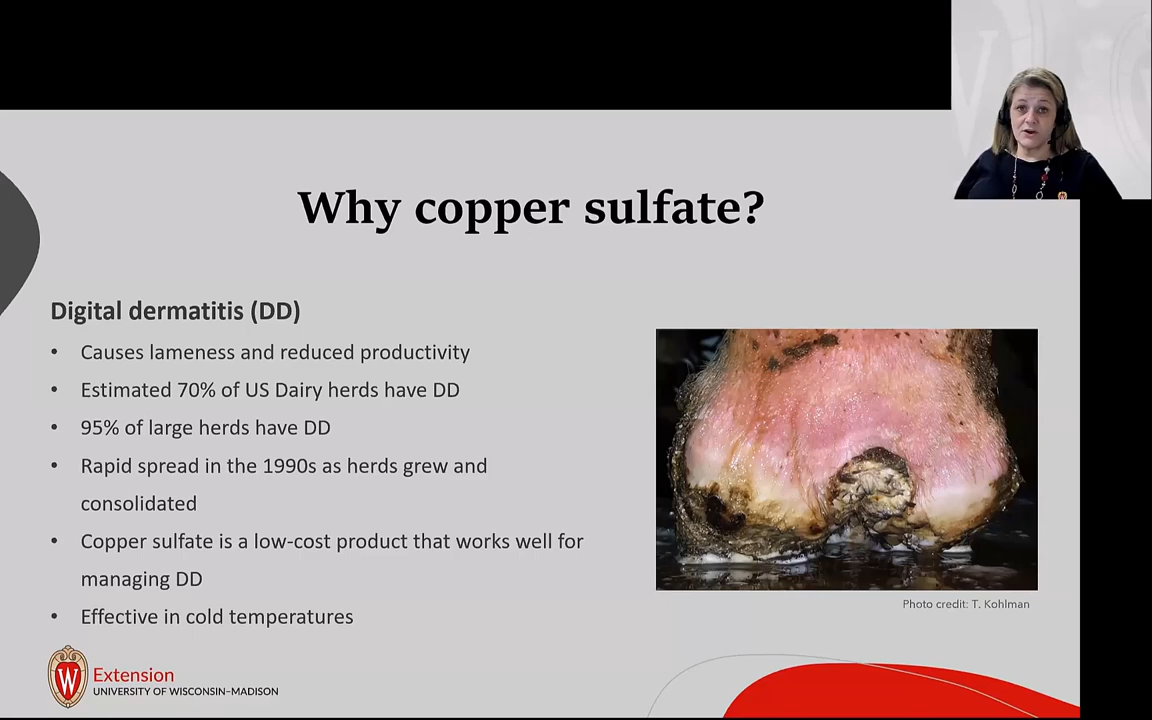 Why copper sulfate?
Digital dermatitis (DD)
• Causes lameness and reduced productivity
• Estimated 70% of US Dairy herds have DD
• 95% of large herds have DD
• Rapid spread in the 1990s as herds grew and
consolidated
• Copper sulfate is a low-cost product that works well for
managing DD
• Effective in cold temperatures
Photo credit: T. Kohlman
W
Extension
UNIVERSITY OF WISCONSIN–MADISON